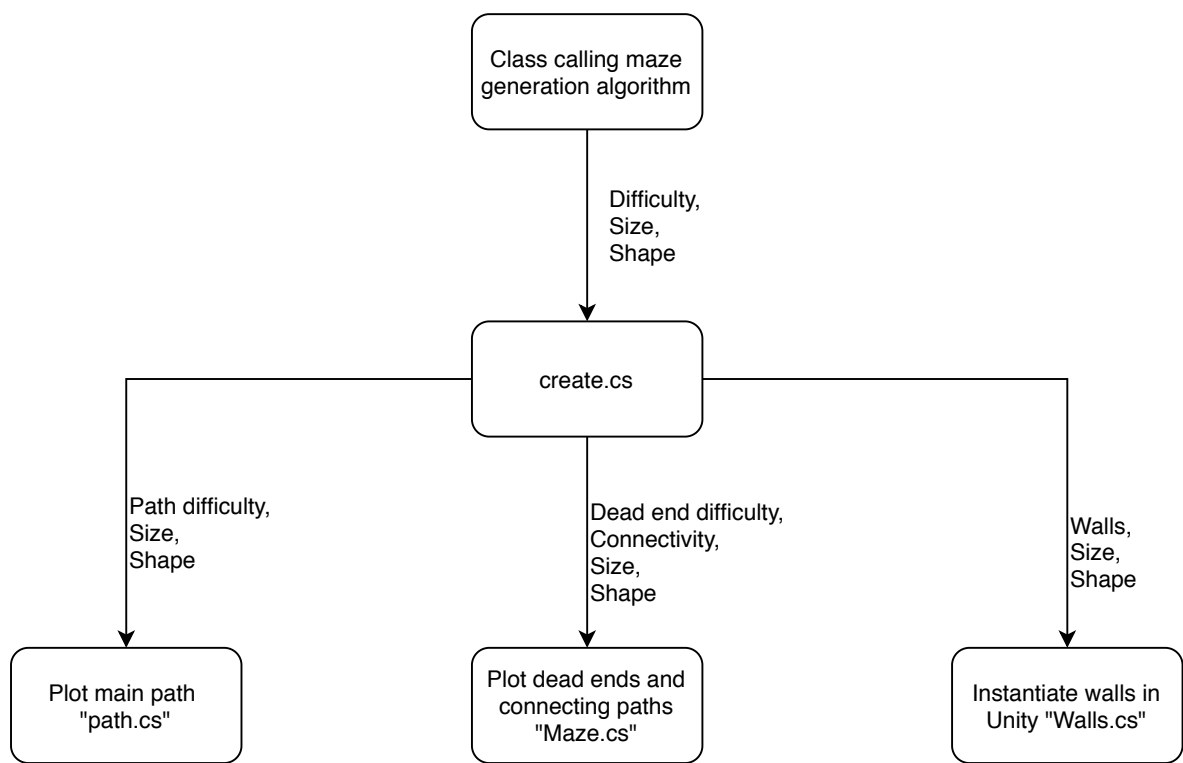 Class calling maze
generation algorithm
Difficulty,
Size,
Shape
create.cs
Path difficulty,
Size,
Shape
Dead end difficulty,
Connectivity,
Size,
Shape
Walls,
Size,
Shape
Plot main path
"path.cs"
Plot dead ends and
connecting paths
"Maze.cs"
Instantiate walls in
Unity "Walls.cs"